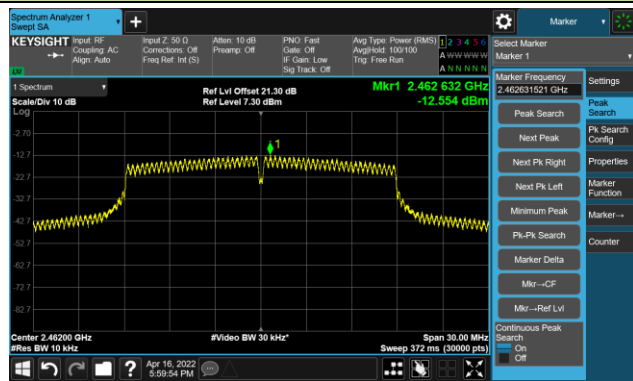 Spectrum Analyzer 1
Swept SA
Marker
KEYSIGHT
Input: RF
Coupling: AC
Align: Auto
Input Z: 50 Ω
Corrections: Off
Freq Ref: Int (S)
Atten: 10 dB
Preamp: Off
PNO: Fast
Gate: Off
IF Gain: Low
Sig Track: Off
Avg Type: Power (RMS)
Avg|Hold: 100/100
Trig: Free Run
1 2 3 4 5 6
A W W W W W
A N N N N N
Select Marker
Marker 1
LW
1 Spectrum
Scale/Div 10 dB
Log
Ref Lvl Offset 21.30 dB
Ref Level 7.30 dBm
Mkr1 2.462 632 GHz
-12.554 dBm
1
-2.70
-12.7
-22.7
-32.7
-42.7
-52.7
-62.7
-72.7
-82.7
Center 2.46200 GHz
#Res BW 10 kHz
#Video BW 30 kHz*
Span 30.00 MHz
Sweep 372 ms (30000 pts)
Marker Frequency
2.462631521 GHz
Peak Search
Next Peak
Next Pk Right
Next Pk Left
Minimum Peak
Pk-Pk Search
Marker Delta
Mkr→CF
Mkr→Ref Lvl
Continuous Peak
Search
On
Off
Settings
Peak
Search
Pk Search
Config
Properties
Marker
Function
Marker→
Counter
?
Apr 16, 2022
5:59:54 PM